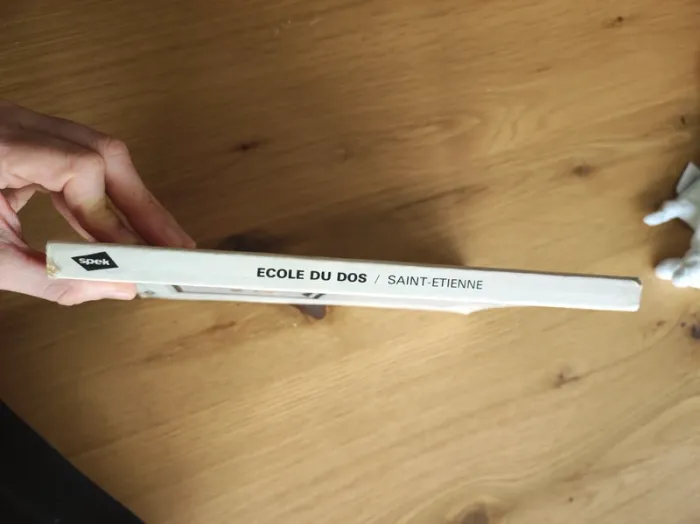 spek
ECOLE DU DOS / SAINT-ETIENNE